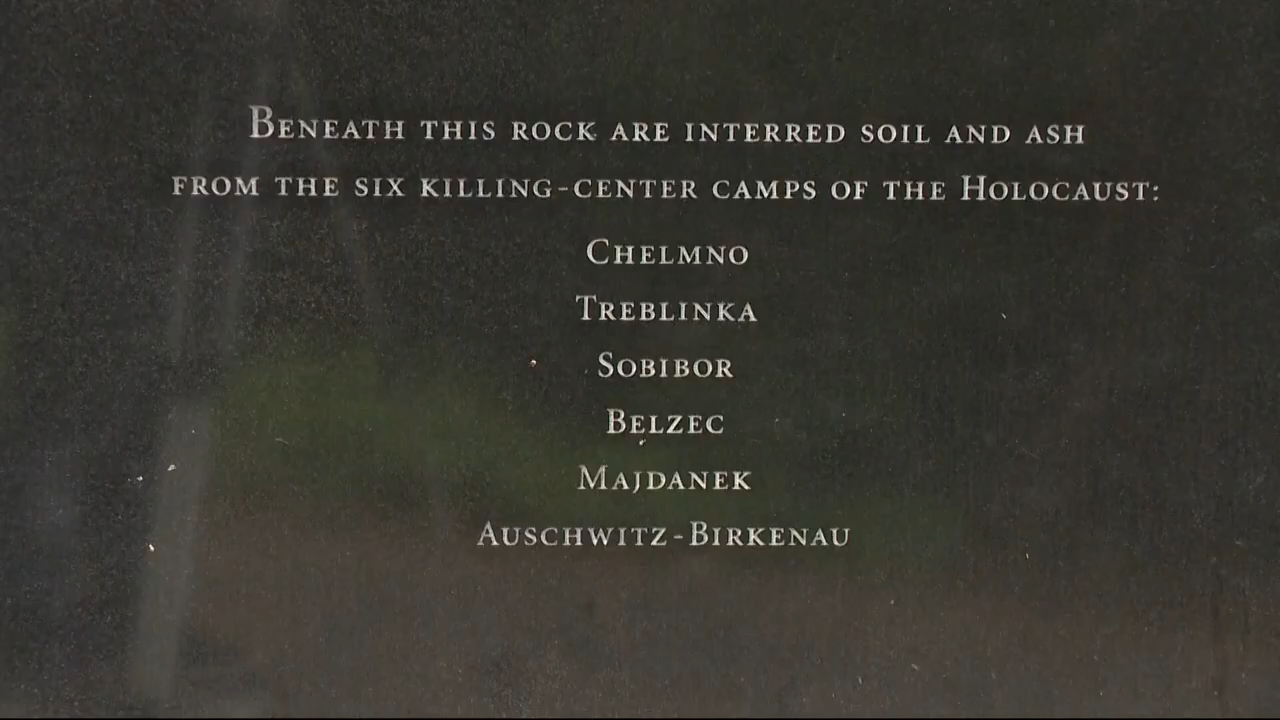 Beneath this rock are interred soil and ash
from the six killing-center camps of the Holocaust:
Chelmno
Treblinka
Sobibor
Belzec
Majdanek
Auschwitz-Birkenau